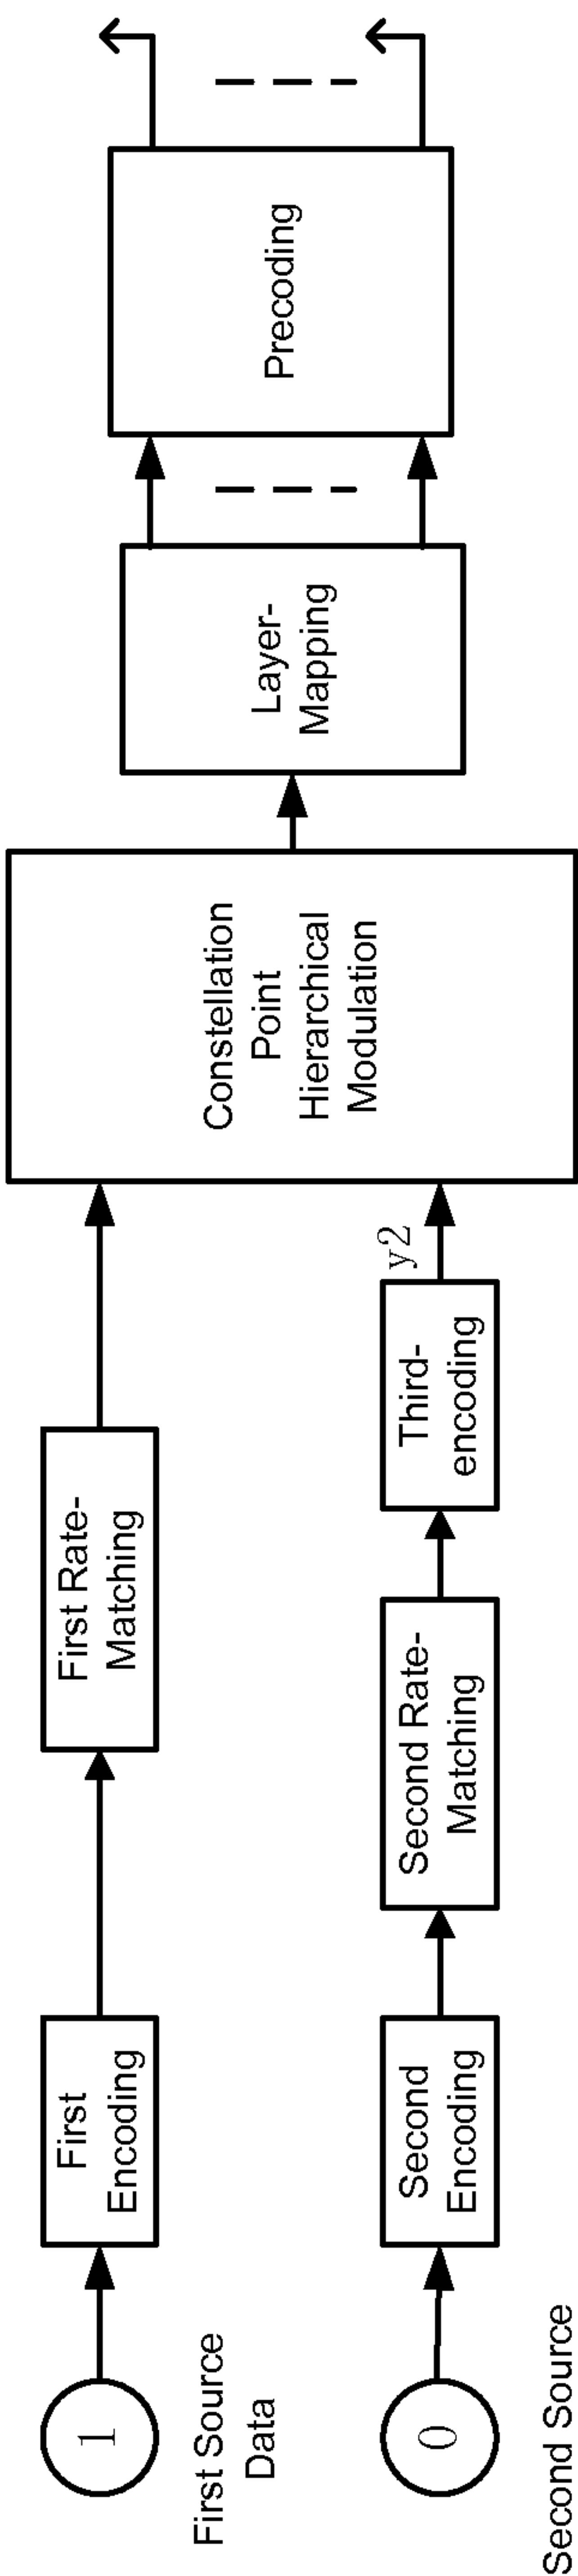 1
First Source
Data
First
Encoding
First Rate-
Matching
0
Second Source
Second
Encoding
Second Rate-
Matching
Third-
encoding
y2
Constellation
Point
Hierarchical
Modulation
Layer-
Mapping
Precoding